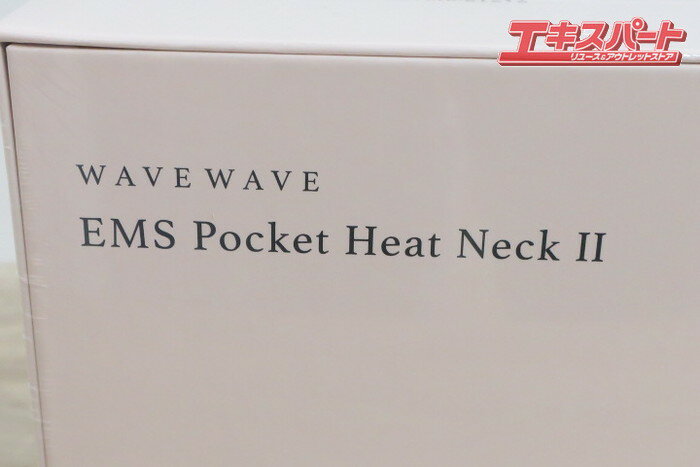 エキスパート
リユース&アウトレットストア
WAVEWAVE
EMS Pocket Heat Neck II